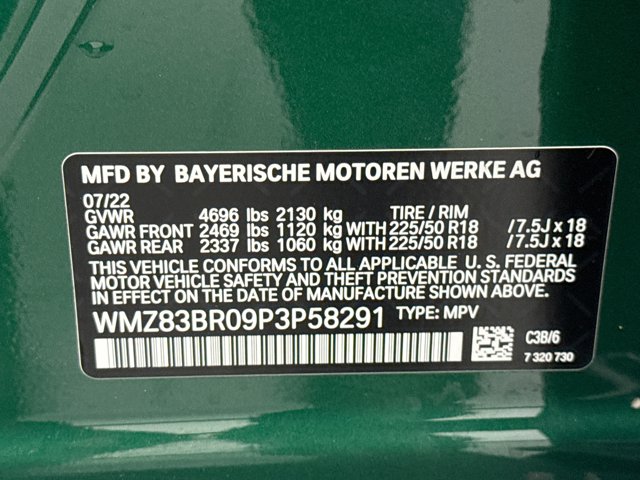 MFD BY BAYERISCHE MOTOREN WERKE AG
07/22
GVWR 4696 lbs 2130 kg TIRE / RIM
GAWR FRONT 2469 lbs 1120 kg WITH 225/50 R18 / 7.5J x 18
GAWR REAR 2337 lbs 1060 kg WITH 225/50 R18 / 7.5J x 18
THIS VEHICLE CONFORMS TO ALL APPLICABLE U. S. FEDERAL
MOTOR VEHICLE SAFETY AND THEFT PREVENTION STANDARDS
IN EFFECT ON THE DATE OF MANUFACTURE SHOWN ABOVE.
WMZ83BR09P3P58291 TYPE: MPV
C3B/6
7 320 730